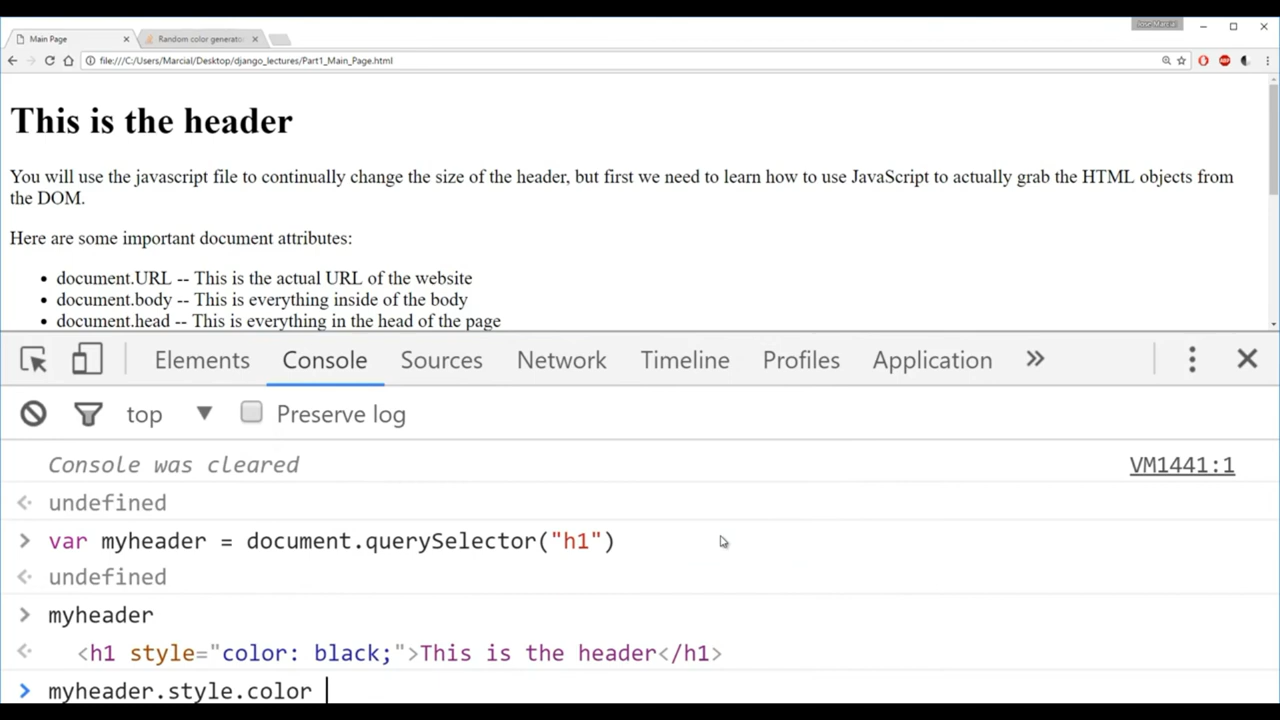 Jose Marcial
Main Page
Random color generato
file:///C:/Users/Marcial/Desktop/django_lectures/Part1_Main_Page.html
This is the header
You will use the javascript file to continually change the size of the header, but first we need to learn how to use JavaScript to actually grab the HTML objects from
the DOM.
Here are some important document attributes:
• document.URL -- This is the actual URL of the website
• document.body -- This is everything inside of the body
• document.head -- This is everything in the head of the page
Elements Console Sources Network Timeline Profiles Application »
top Preserve log
Console was cleared VM1441:1
undefined
> var myheader = document.querySelector("h1")
undefined
> myheader
<h1 style="color: black;">This is the header</h1>
> myheader.style.color